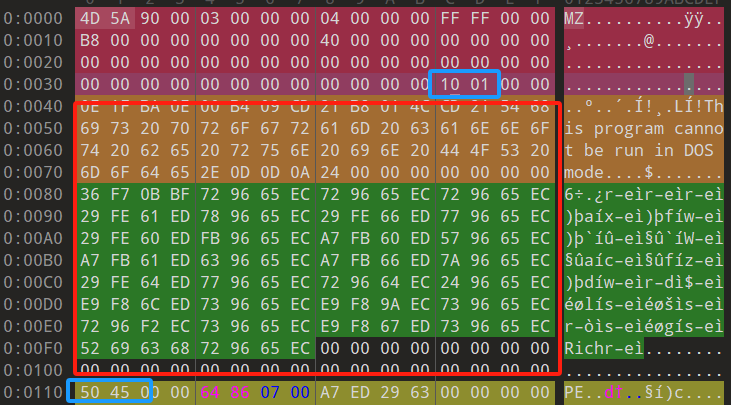 0:0000 4D 5A 90 00 03 00 00 00 04 00 00 00 FF FF 00 00 MZ..........ÿÿ..
0:0010 B8 00 00 00 00 00 00 00 40 00 00 00 00 00 00 00 ¸.......@.......
0:0020 00 00 00 00 00 00 00 00 00 00 00 00 00 00 00 00 ................
0:0030 00 00 00 00 00 00 00 00 00 00 00 00 10 01 00 00 ................
0:0040 0E 1F BA 0E 00 B4 09 CD 21 B8 01 4C CD 21 54 68 ..º..´.Í!¸.LÍ!Th
0:0050 69 73 20 70 72 6F 67 72 61 6D 20 63 61 6E 6E 6F is program canno
0:0060 74 20 62 65 20 72 75 6E 20 69 6E 20 44 4F 53 20 t be run in DOS
0:0070 6D 6F 64 65 2E 0D 0D 0A 24 00 00 00 00 00 00 00 mode....$.......
0:0080 36 F7 0B BF 72 96 65 EC 72 96 65 EC 72 96 65 EC 6÷.¿r–eìr–eìr–eì
0:0090 29 FE 61 ED 78 96 65 EC 29 FE 66 ED 77 96 65 EC )þaíx–eì)þfíw–eì
0:00A0 29 FE 60 ED FB 96 65 EC A7 FB 60 ED 57 96 65 EC )þ`íû–eì§û`íW–eì
0:00B0 A7 FB 61 ED 63 96 65 EC A7 FB 66 ED 7A 96 65 EC §ûaíc–eì§ûfíz–eì
0:00C0 29 FE 64 ED 77 96 65 EC 72 96 64 EC 24 96 65 EC )þdíw–eìr–dì$–eì
0:00D0 E9 F8 6C ED 73 96 65 EC E9 F8 9A EC 73 96 65 EC éølís–eìéøšìs–eì
0:00E0 72 96 F2 EC 73 96 65 EC E9 F8 67 ED 73 96 65 EC r–òìs–eìéøgís–eì
0:00F0 52 69 63 68 72 96 65 EC 00 00 00 00 00 00 00 00 Richr–eì........
0:0100 00 00 00 00 00 00 00 00 00 00 00 00 00 00 00 00 ................
0:0110 50 45 00 00 64 86 07 00 A7 ED 29 63 00 00 00 00 PE..d†..§í)c....